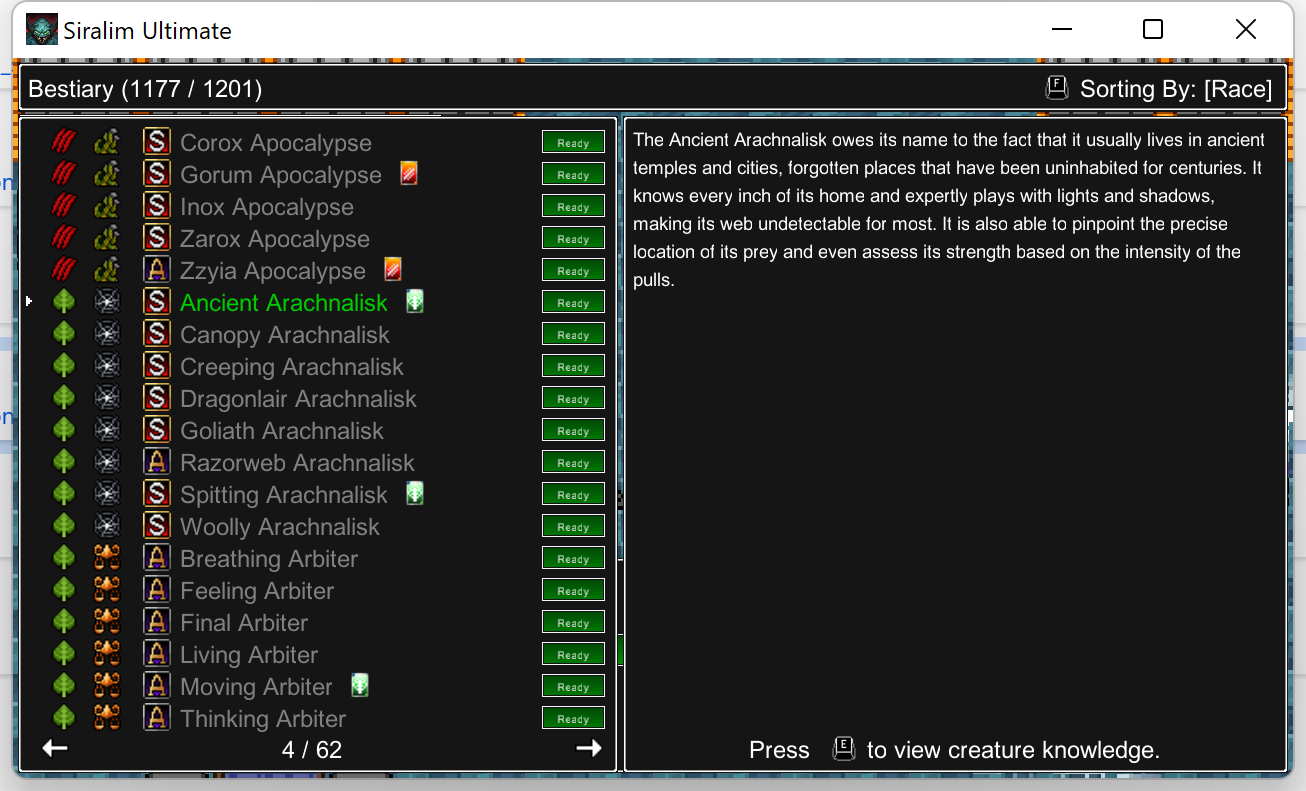 Siralim Ultimate
Bestiary (1177 / 1201)
F Sorting By: [Race]
S Corox Apocalypse Ready
S Gorum Apocalypse Ready
S Inox Apocalypse Ready
S Zarox Apocalypse Ready
A Zzyia Apocalypse Ready
S Ancient Arachnalisk Ready
S Canopy Arachnalisk Ready
S Creeping Arachnalisk Ready
S Dragonlair Arachnalisk Ready
S Goliath Arachnalisk Ready
A Razorweb Arachnalisk Ready
S Spitting Arachnalisk Ready
S Woolly Arachnalisk Ready
A Breathing Arbiter Ready
A Feeling Arbiter Ready
A Final Arbiter Ready
A Living Arbiter Ready
A Moving Arbiter Ready
A Thinking Arbiter Ready
4 / 62
The Ancient Arachnalisk owes its name to the fact that it usually lives in ancient
temples and cities, forgotten places that have been uninhabited for centuries. It
knows every inch of its home and expertly plays with lights and shadows,
making its web undetectable for most. It is also able to pinpoint the precise
location of its prey and even assess its strength based on the intensity of the
pulls.
Press E to view creature knowledge.